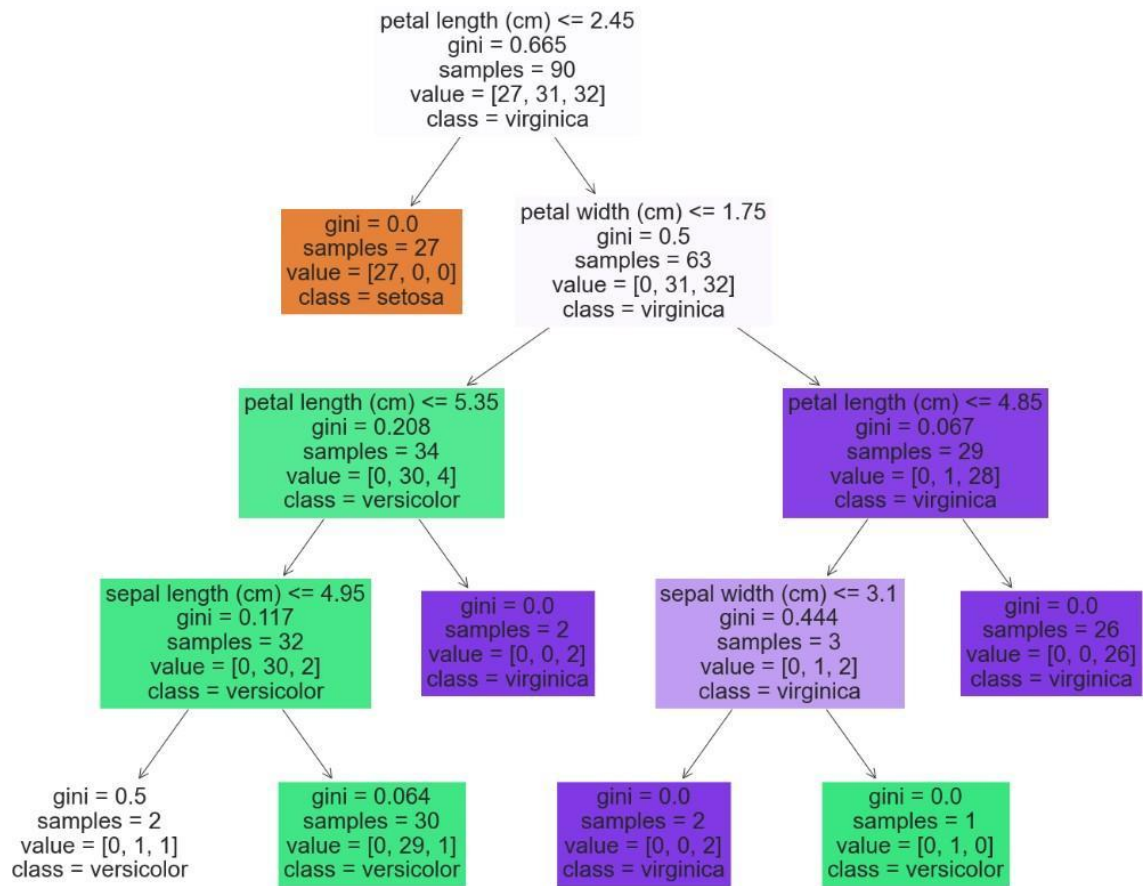 petal length (cm) <= 2.45
gini = 0.665
samples = 90
value = [27, 31, 32]
class = virginica
gini = 0.0
samples = 27
value = [27, 0, 0]
class = setosa
petal width (cm) <= 1.75
gini = 0.5
samples = 63
value = [0, 31, 32]
class = virginica
petal length (cm) <= 5.35
gini = 0.208
samples = 34
value = [0, 30, 4]
class = versicolor
petal length (cm) <= 4.85
gini = 0.067
samples = 29
value = [0, 1, 28]
class = virginica
sepal length (cm) <= 4.95
gini = 0.117
samples = 32
value = [0, 30, 2]
class = versicolor
gini = 0.0
samples = 2
value = [0, 0, 2]
class = virginica
sepal width (cm) <= 3.1
gini = 0.444
samples = 3
value = [0, 1, 2]
class = virginica
gini = 0.0
samples = 26
value = [0, 0, 26]
class = virginica
gini = 0.5
samples = 2
value = [0, 1, 1]
class = versicolor
gini = 0.064
samples = 30
value = [0, 29, 1]
class = versicolor
gini = 0.0
samples = 2
value = [0, 0, 2]
class = virginica
gini = 0.0
samples = 1
value = [0, 1, 0]
class = versicolor